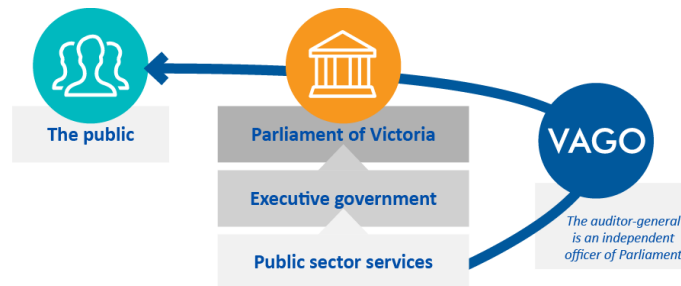 The public
Parliament of Victoria
Executive government
Public sector services
VAGO
The auditor-general
is an independent
officer of Parliament